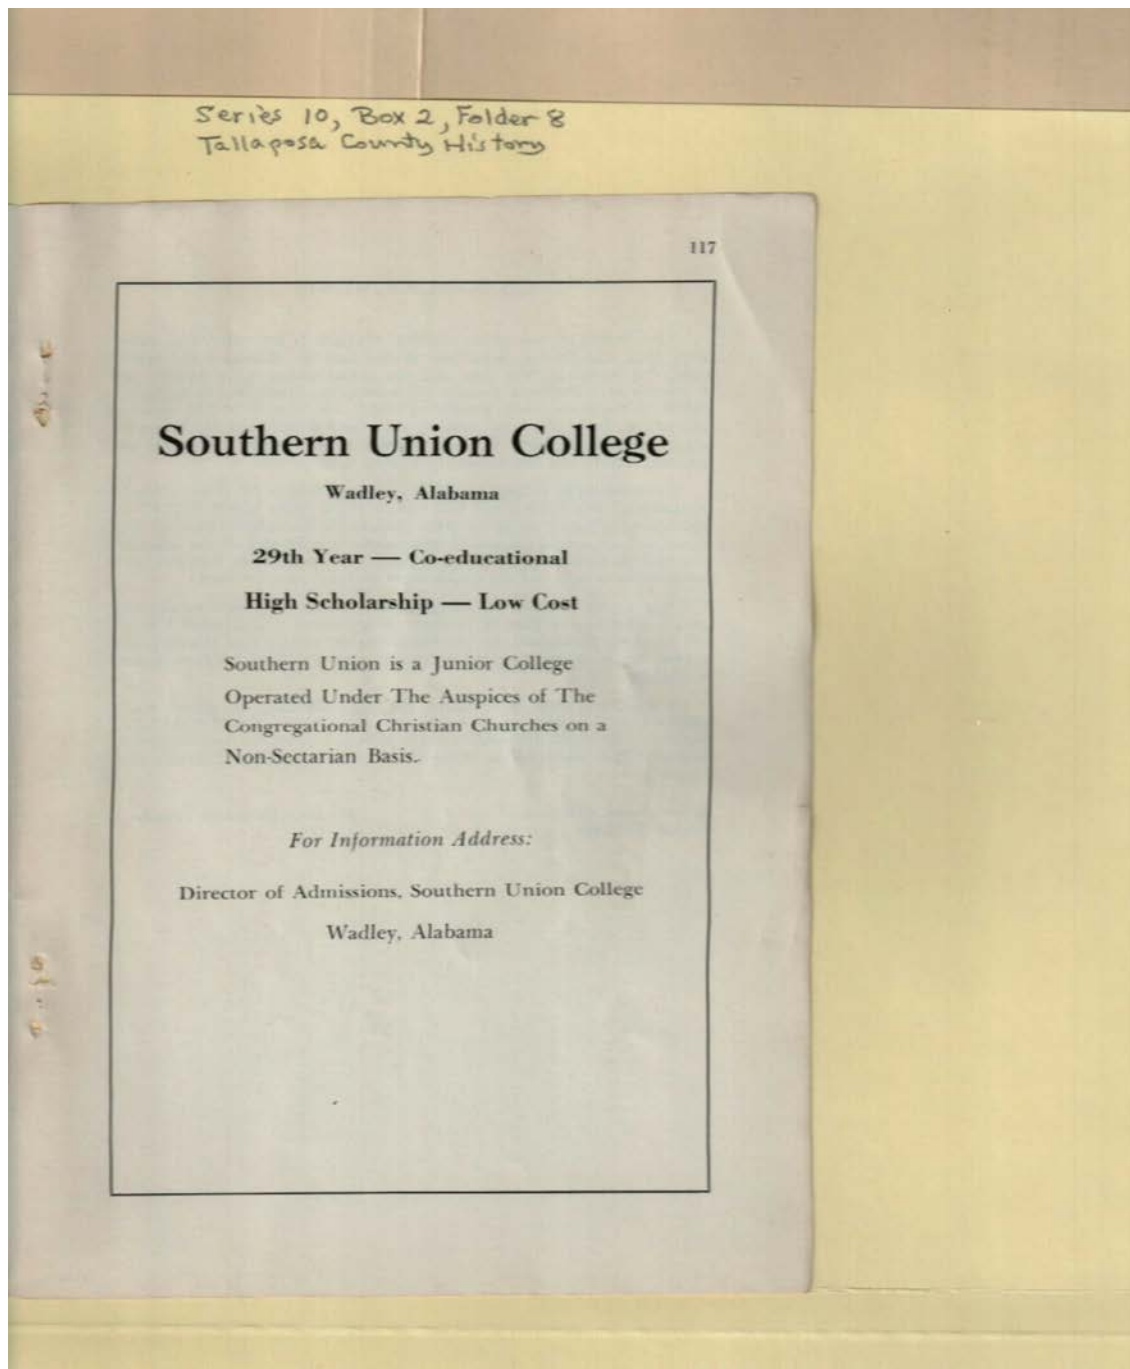 Series 10, Box 2, Folder 8
Tallaposa County History
117
Southern Union College
Wadley, Alabama
29th Year — Co-educational
High Scholarship — Low Cost
Southern Union is a Junior College
Operated Under The Auspices of The
Congregational Christian Churches on a
Non-Sectarian Basis.
For Information Address:
Director of Admissions, Southern Union College
Wadley, Alabama